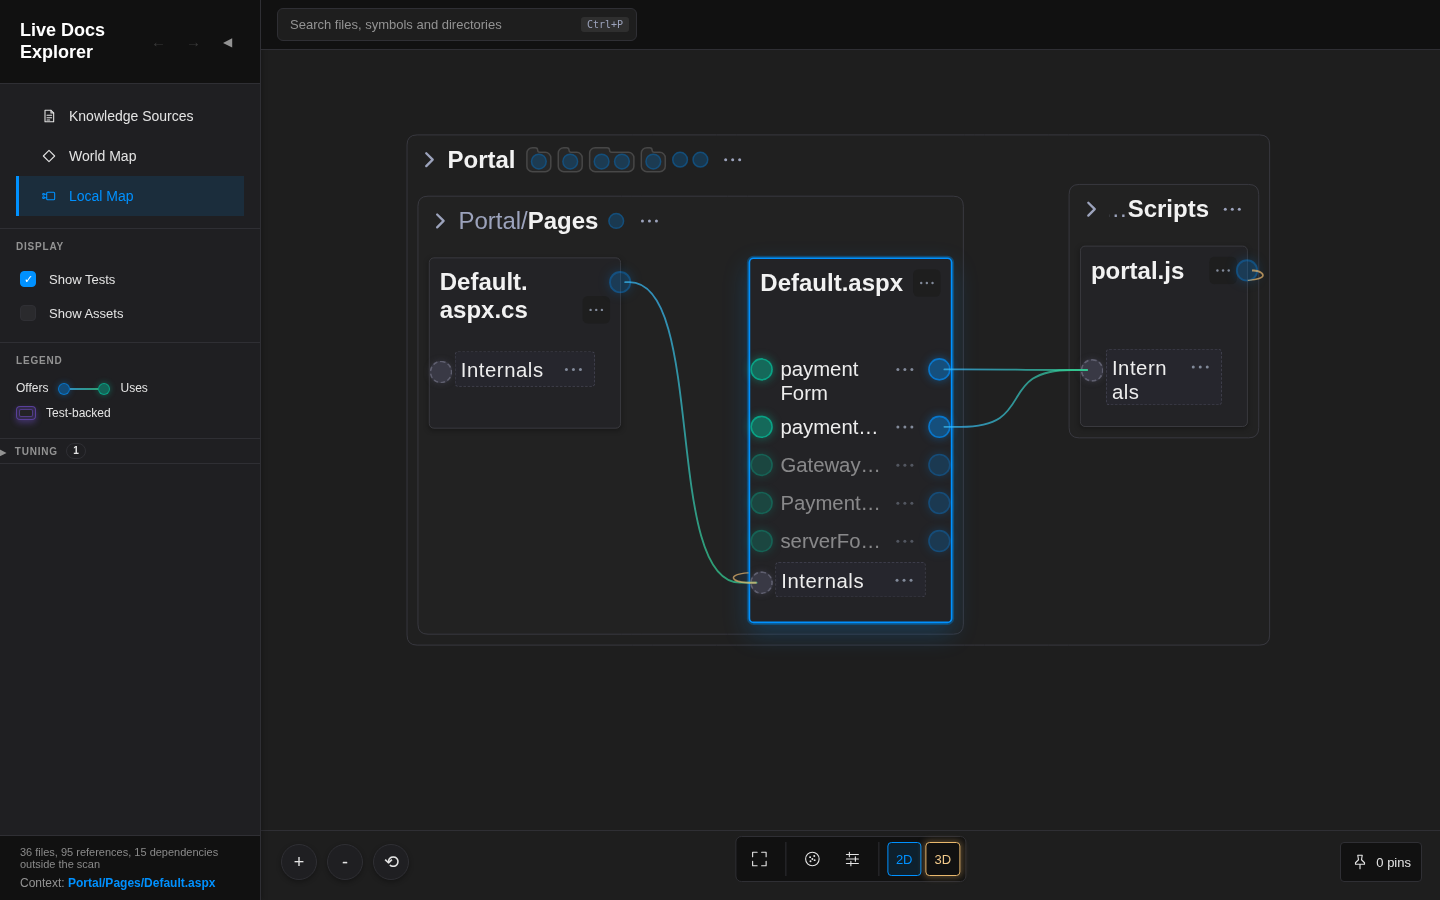 Live Docs
Explorer
Search files, symbols and directories
Ctrl+P
Knowledge Sources
World Map
Local Map
DISPLAY
Show Tests
Show Assets
LEGEND
Offers
Uses
Test-backed
TUNING
1
Portal
Portal/Pages
Default.
aspx.cs
Internals
Default.aspx
payment
Form
payment…
Gateway…
Payment…
serverFo…
Internals
..Scripts
portal.js
Intern
als
36 files, 95 references, 15 dependencies
outside the scan
Context: Portal/Pages/Default.aspx
+
-
2D
3D
0 pins